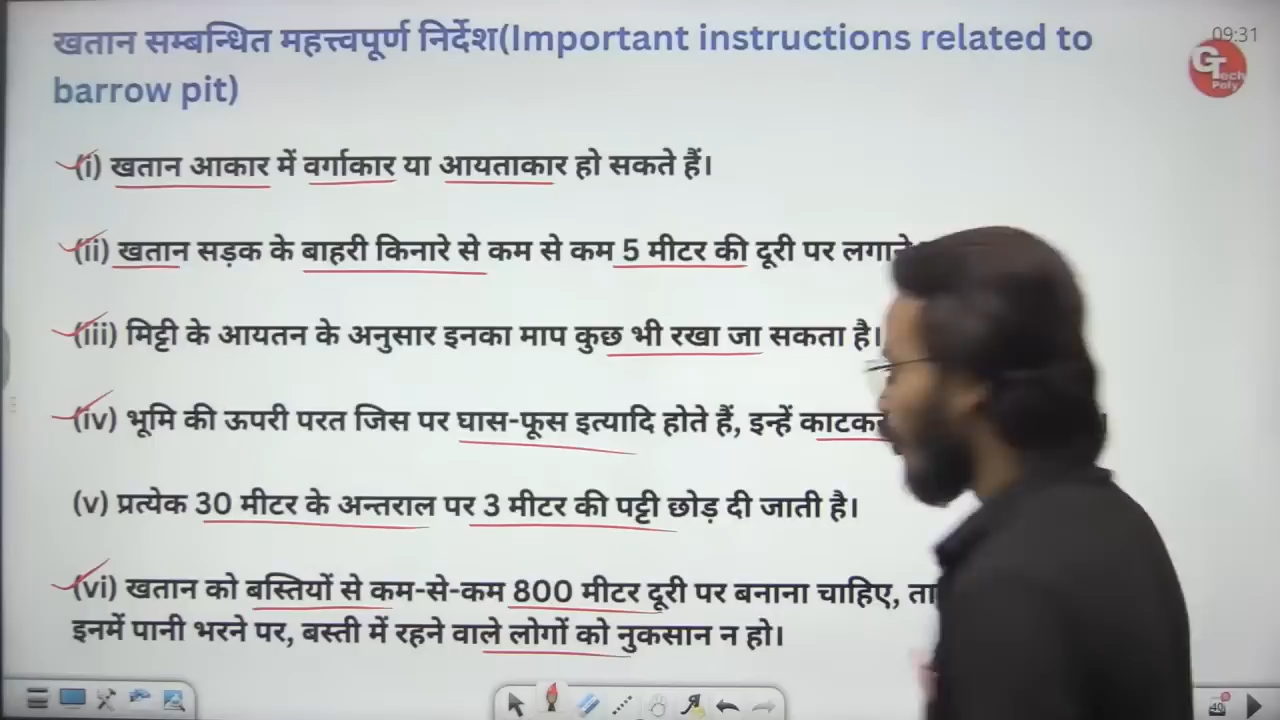 खतान सम्बन्धित महत्त्वपूर्ण निर्देश(Important instructions related to
barrow pit)
09:31
GTech
Poly
(i) खतान आकार में वर्गाकार या आयताकार हो सकते हैं।
(ii) खतान सड़क के बाहरी किनारे से कम से कम 5 मीटर की दूरी पर
(iii) मिट्टी के आयतन के अनुसार इनका माप कुछ भी रखा जा सकता है।
(iv) भूमि की ऊपरी परत जिस पर घास-फूस इत्यादि होते हैं, इन्हें
(v) प्रत्येक 30 मीटर के अन्तराल पर 3 मीटर की पट्टी छोड़ दी जाती है।
(vi) खतान को बस्तियों से कम-से-कम 800 मीटर दूरी पर बनाना चाहिए,
इनमें पानी भरने पर, बस्ती में रहने वाले लोगों को नुकसान न हो।
40